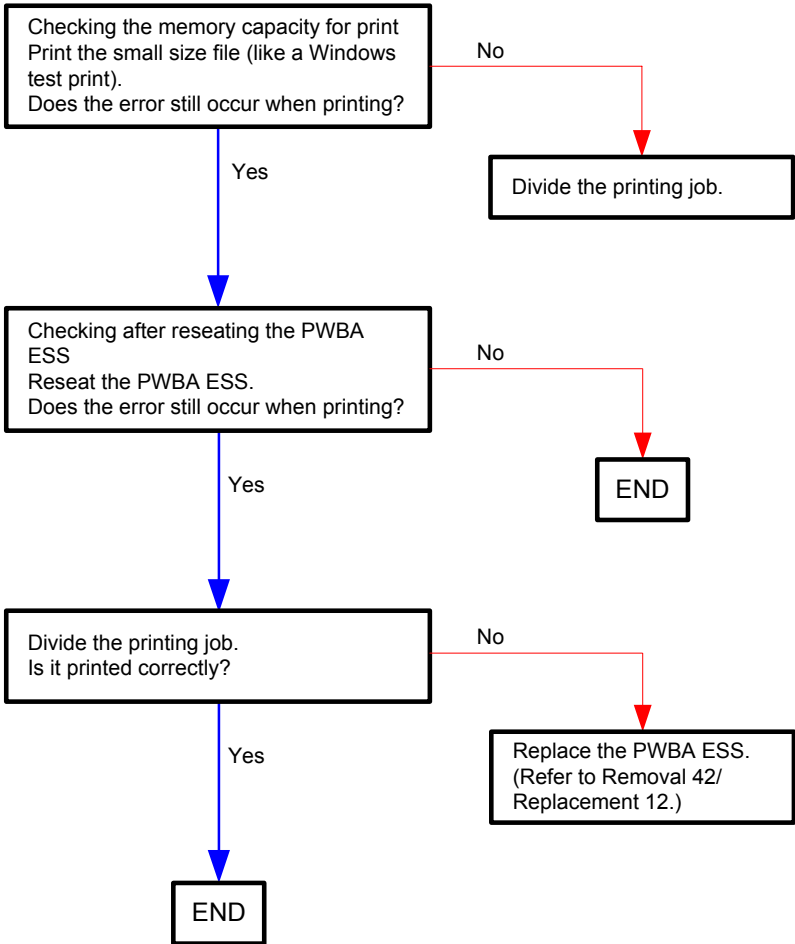 Checking the memory capacity for print
Print the small size file (like a Windows
test print).
Does the error still occur when printing?
No
Yes
Divide the printing job.
Checking after reseating the PWBA
ESS
Reseat the PWBA ESS.
Does the error still occur when printing?
No
Yes
END
Divide the printing job.
Is it printed correctly?
No
Yes
Replace the PWBA ESS.
(Refer to Removal 42/
Replacement 12.)
END